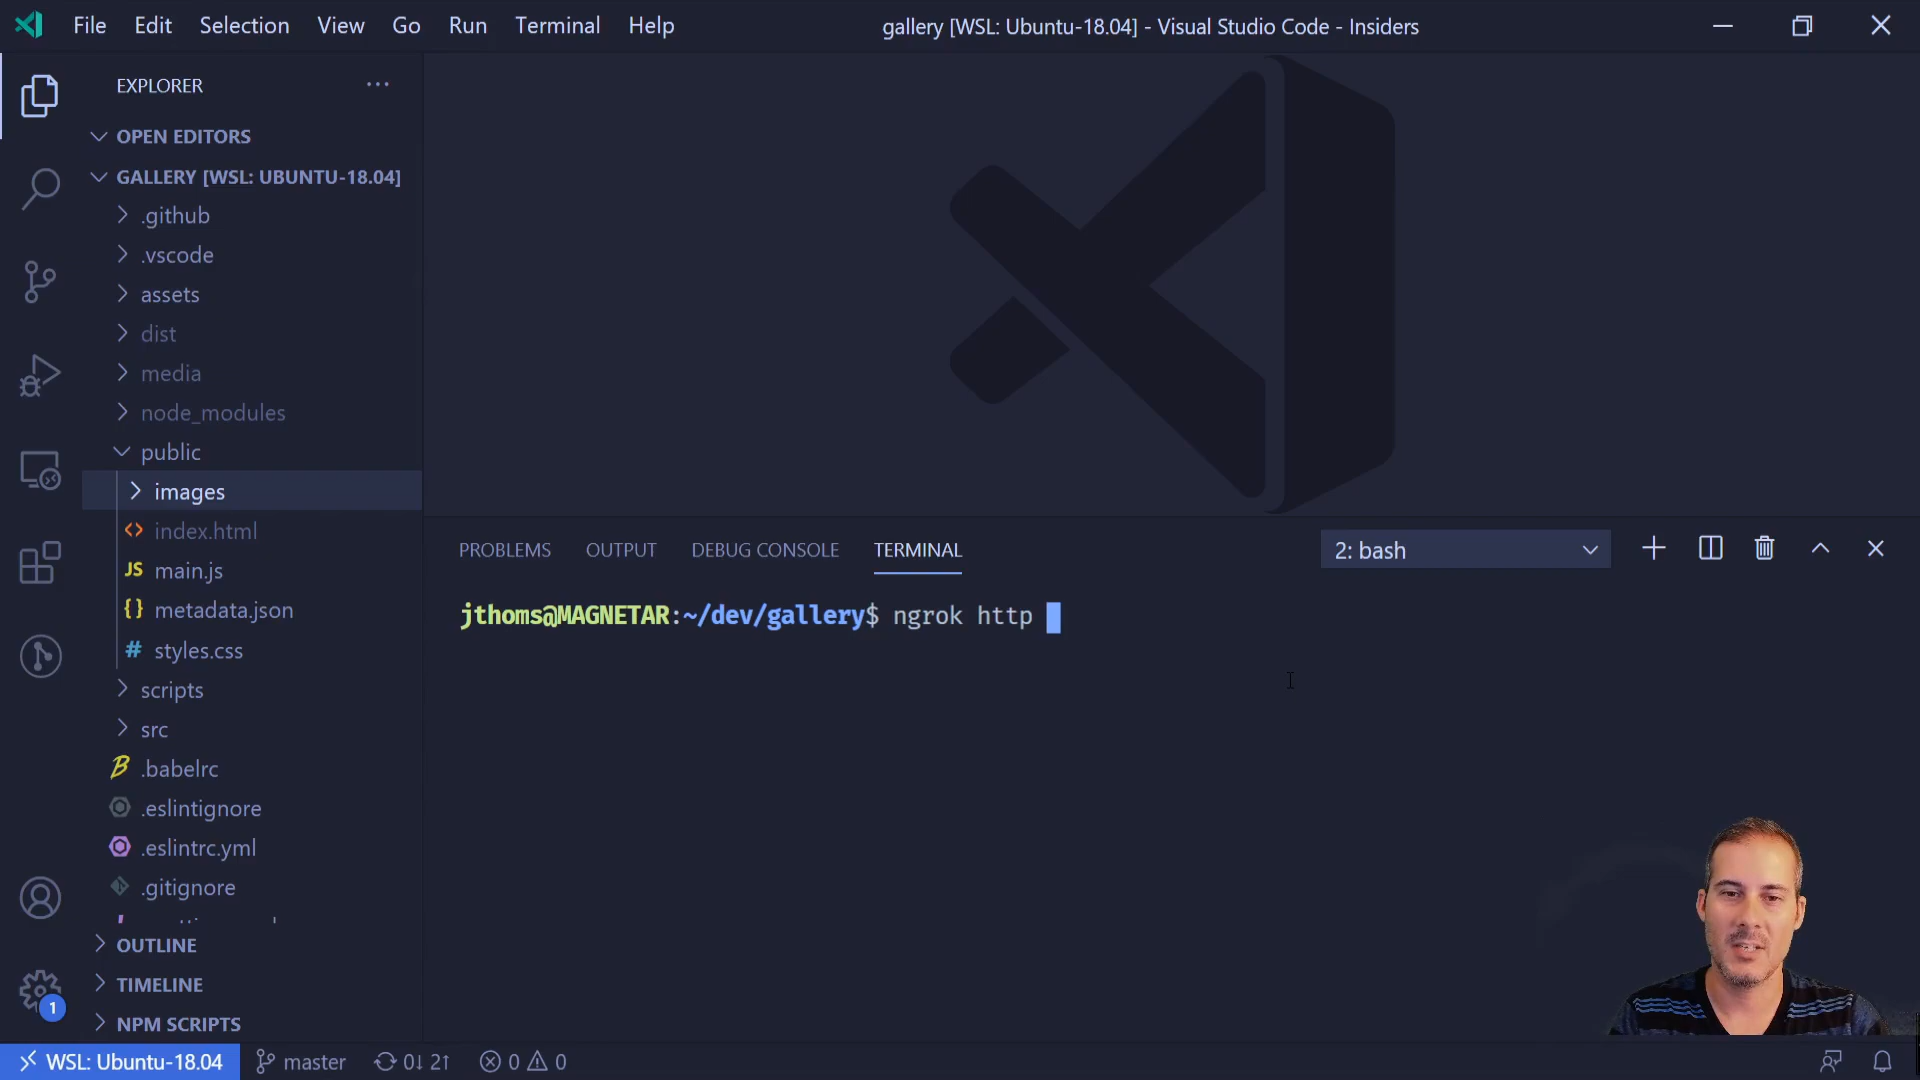 File Edit Selection View Go Run Terminal Help
gallery [WSL: Ubuntu-18.04] - Visual Studio Code - Insiders
EXPLORER
OPEN EDITORS
GALLERY [WSL: UBUNTU-18.04]
.github
.vscode
assets
dist
media
node_modules
public
images
<> index.html
JS main.js
{} metadata.json
# styles.css
scripts
src
.babelrc
.eslintignore
.eslintrc.yml
.gitignore
OUTLINE
TIMELINE
NPM SCRIPTS
PROBLEMS OUTPUT DEBUG CONSOLE TERMINAL
2: bash
jthoms@MAGNETAR:~/dev/gallery$ ngrok http
1
WSL: Ubuntu-18.04 master 0↓ 2↑ 0 0